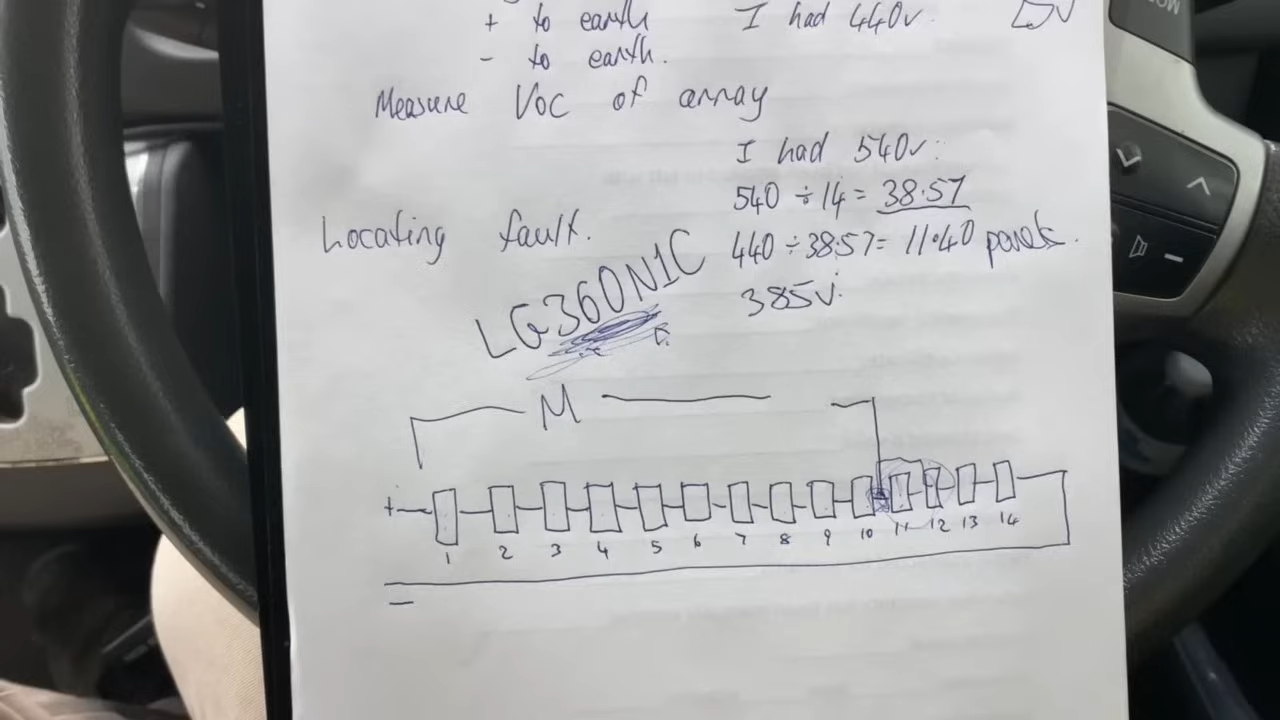 + to earth I had 440v.
- to earth.
Measure Voc of array
I had 540v:
540 ÷ 14 = 38.57
Locating fault.
440 ÷ 38.57 = 11.40 panels.
LG360N1C
385v.
M
+
1 2 3 4 5 6 7 8 9 10 11 12 13 14
-